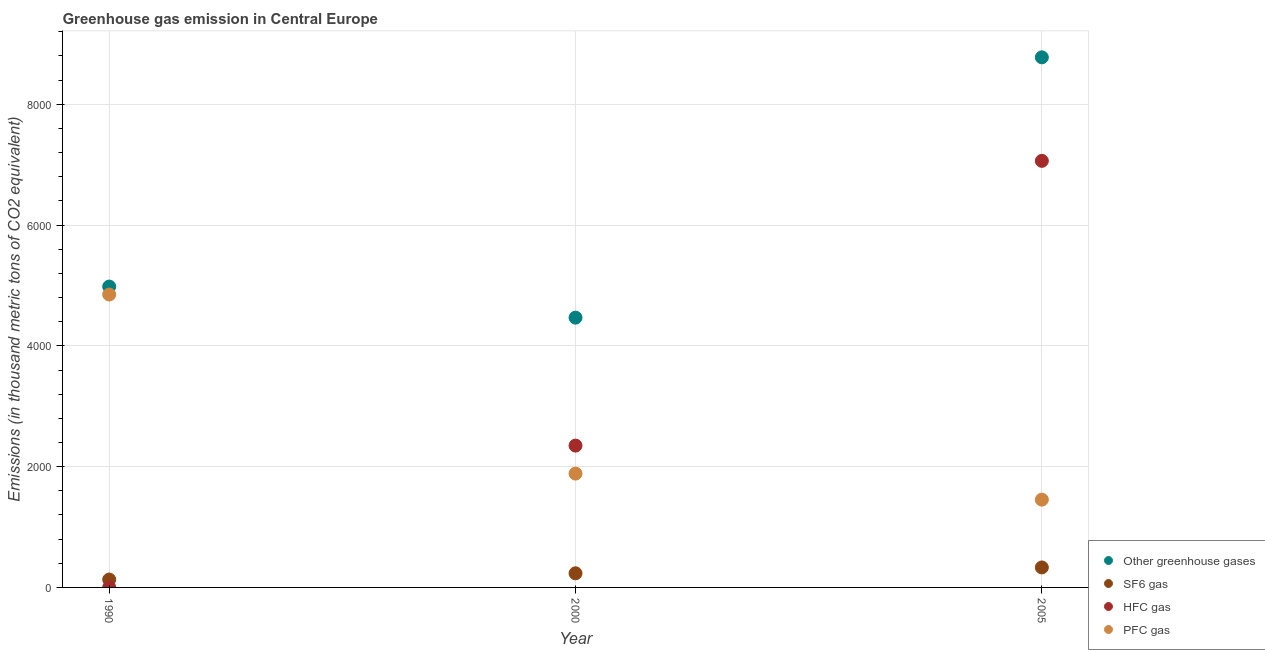 Greenhouse gas emission in Central Europe
Emissions (in thousand metric tons of CO2 equivalent)
8000
6000
4000
2000
0
1990
2000
2005
Year
Other greenhouse gases
SF6 gas
HFC gas
PFC gas